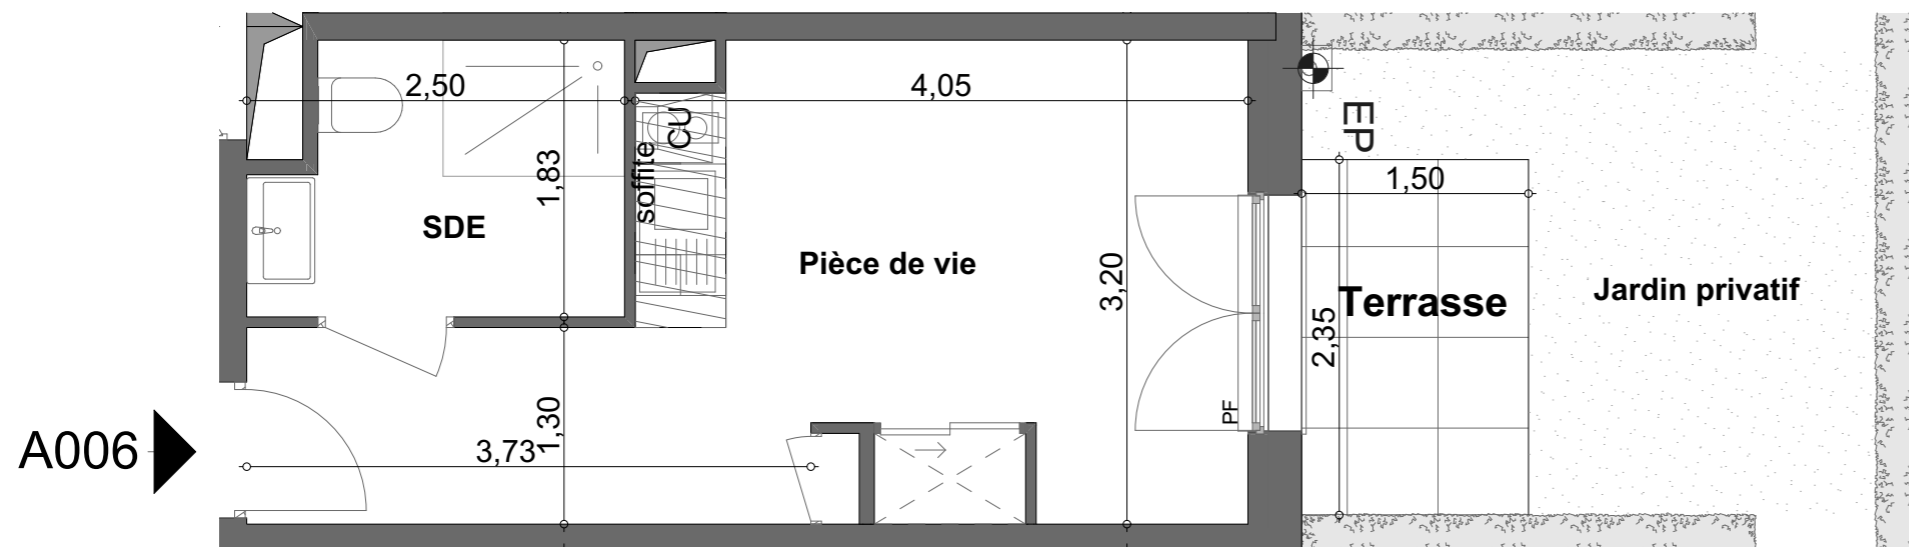 2,50
4,05
CU
EP
soffite
1,83
1,50
SDE
Pièce de vie
3,20
Terrasse
Jardin privatif
2,35
PF
1,30
3,73
A006